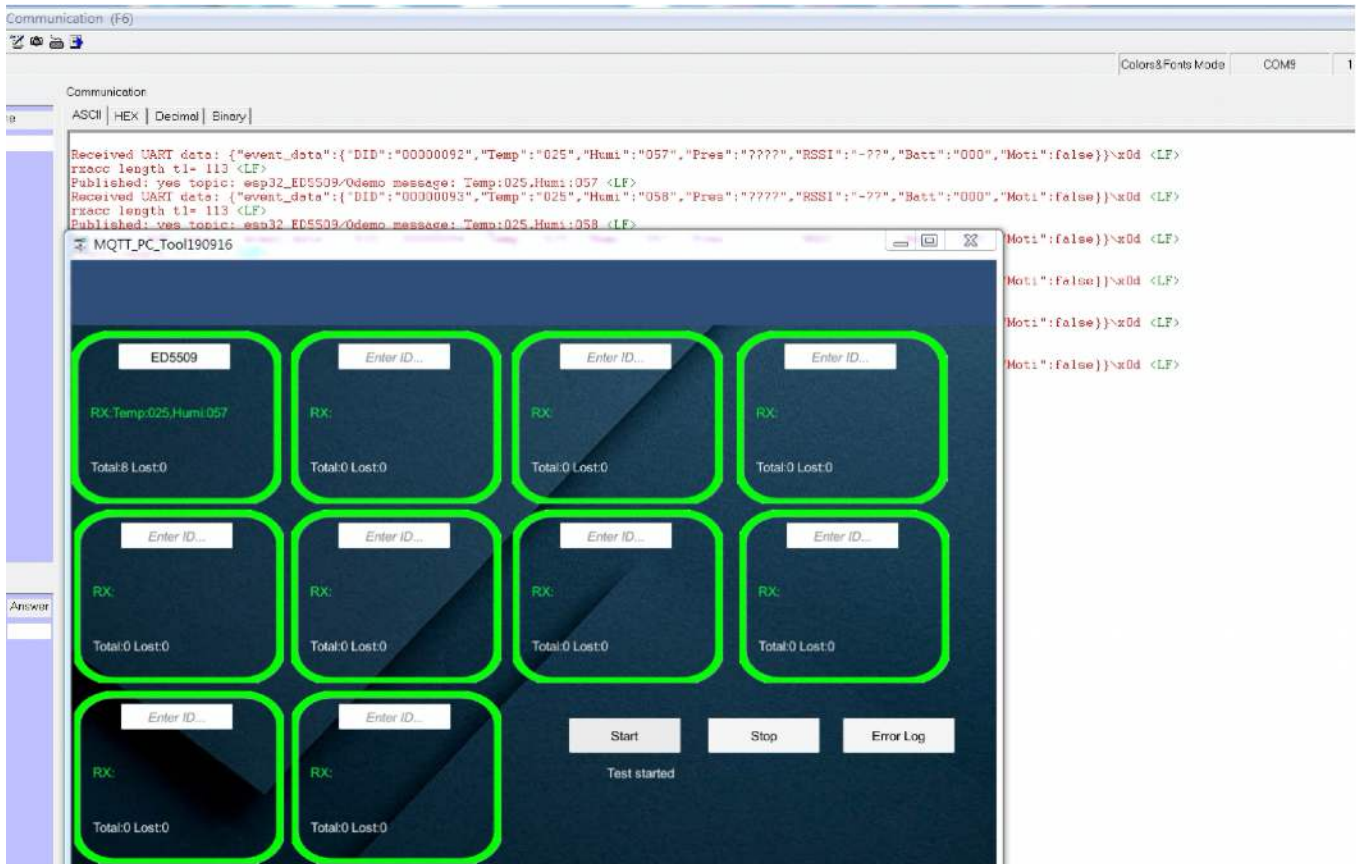 Communication (F6)
Colors&Fonts Mode COM9 1
Communication
ASCII HEX Decimal Binary
Received UART data: {"event_data":{"DID":"00000092","Temp":"025","Humi":"057","Pres":"????","RSSI":"-??","Batt":"000","Moti":false}}\x0d <LF>
rxacc length t1= 113 <LF>
Published: yes topic: esp32_ED5509/0demo message: Temp:025,Humi:057 <LF>
Received UART data: {"event_data":{"DID":"00000093","Temp":"025","Humi":"058","Pres":"????","RSSI":"-??","Batt":"000","Moti":false}}\x0d <LF>
rxacc length t1= 113 <LF>
Published: yes topic: esp32_ED5509/0demo message: Temp:025,Humi:058 <LF>
MQTT_PC_Tool190916
Moti":false}}\x0d <LF>
Moti":false}}\x0d <LF>
Moti":false}}\x0d <LF>
Moti":false}}\x0d <LF>
ED5509 Enter ID... Enter ID... Enter ID...
RX:Temp:025,Humi:057 RX: RX: RX:
Total:8 Lost:0 Total:0 Lost:0 Total:0 Lost:0 Total:0 Lost:0
Enter ID... Enter ID... Enter ID... Enter ID...
RX: RX: RX: RX:
Answer
Total:0 Lost:0 Total:0 Lost:0 Total:0 Lost:0 Total:0 Lost:0
Enter ID... Enter ID...
Start Stop Error Log
RX: RX: Test started
Total:0 Lost:0 Total:0 Lost:0